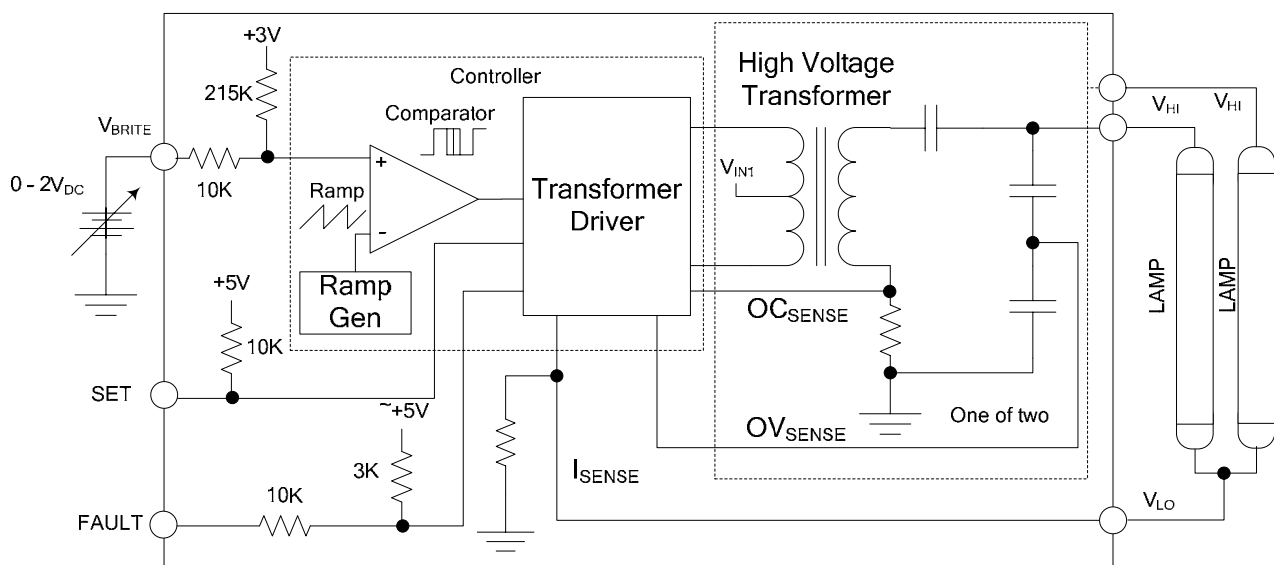 +3V
215K
V_BRITE
10K
0 - 2V_DC
Controller
Comparator
Ramp
+
-
Ramp
Gen
Transformer
Driver
High Voltage
Transformer
V_IN1
V_HI
V_HI
LAMP
LAMP
+5V
10K
SET
OC_SENSE
~+5V
3K
OV_SENSE
One of two
I_SENSE
10K
FAULT
V_LO